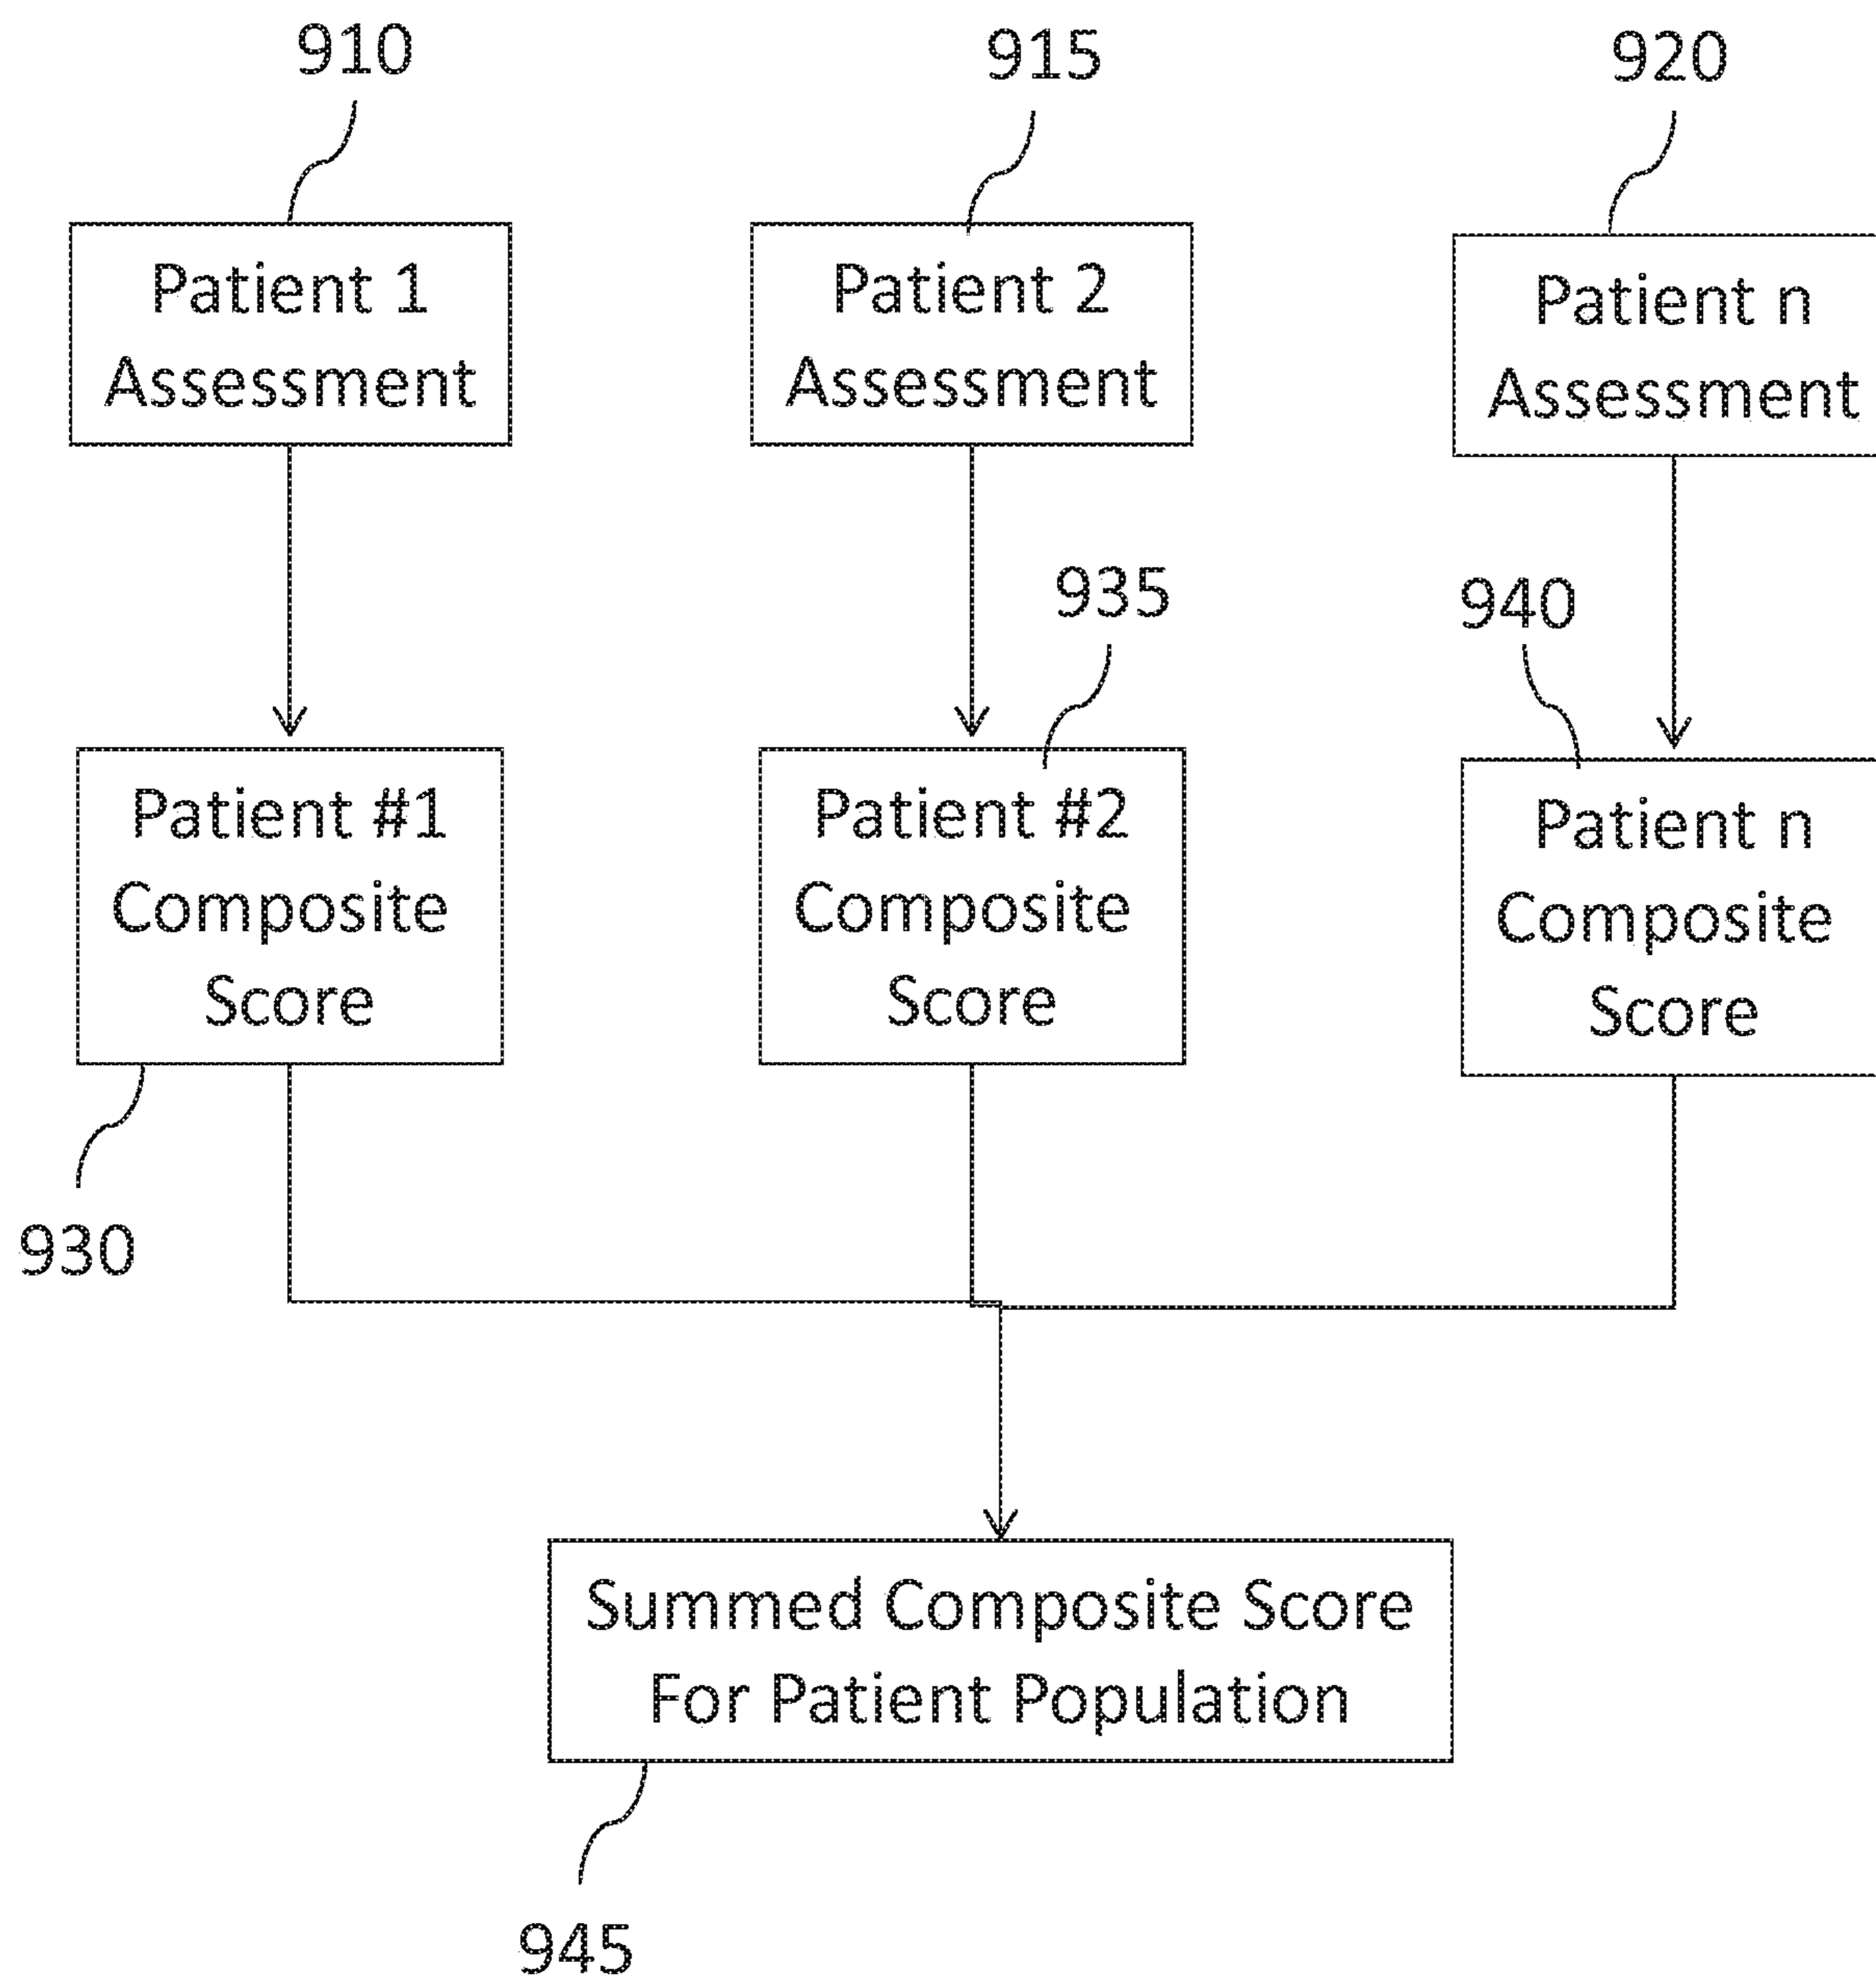 910
915
920
Patient 1
Assessment
Patient 2
Assessment
Patient n
Assessment
935
940
Patient #1
Composite
Score
Patient #2
Composite
Score
Patient n
Composite
Score
930
Summed Composite Score
For Patient Population
945